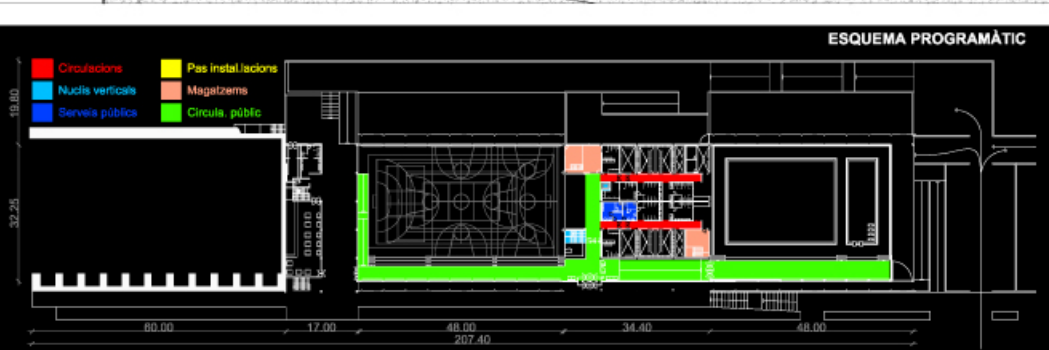 ESQUEMA PROGRAMÀTIC
Circulacions
Pas instal.lacions
Nuclis verticals
Magatzems
Serveis públics
Circula. públic
19.80
32.25
60.00
17.00
48.00
34.40
48.00
207.40